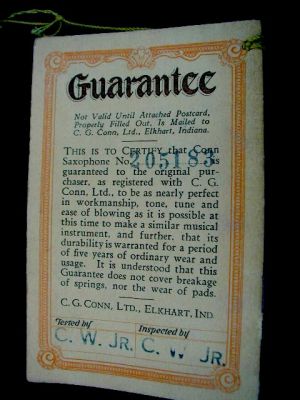 Guarantee
Not Valid Until Attached Postcard,
Properly Filled Out, Is Mailed to
C. G. Conn, Ltd., Elkhart, Indiana.
THIS IS TO CERTIFY that Conn
Saxophone No. 205183 is
guaranteed to the original pur-
chaser, as registered with C. G.
Conn, Ltd., to be as nearly perfect
in workmanship, tone, tune and
ease of blowing as it is possible at
this time to make a similar musical
instrument, and further, that its
durability is warranted for a period
of five years of ordinary wear and
usage. It is understood that this
Guarantee does not cover breakage
of springs, nor the wear of pads.
C. G. CONN, LTD., ELKHART, IND.
Tested by Inspected by
C. W. JR. C. W. JR.